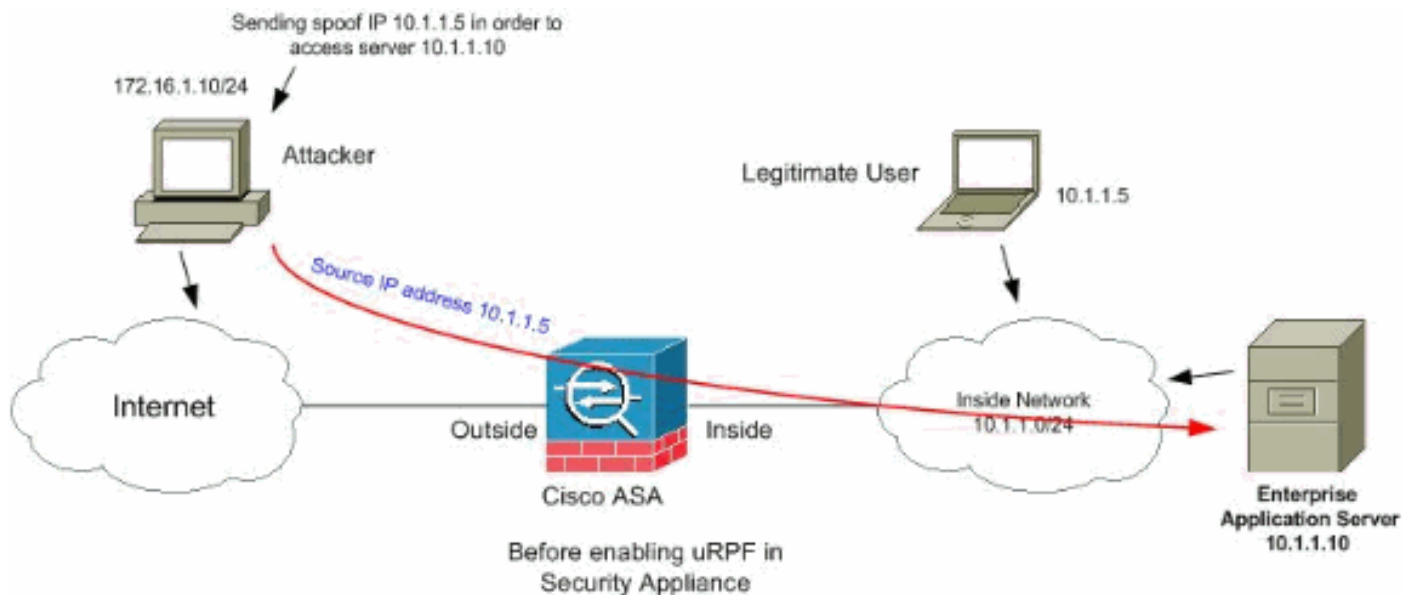 Sending spoof IP 10.1.1.5 in order to
access server 10.1.1.10
172.16.1.10/24
Attacker
Legitimate User
10.1.1.5
Source IP address 10.1.1.5
Internet
Outside
Inside
Inside Network
10.1.1.0/24
Cisco ASA
Enterprise
Application Server
10.1.1.10
Before enabling uRPF in
Security Appliance